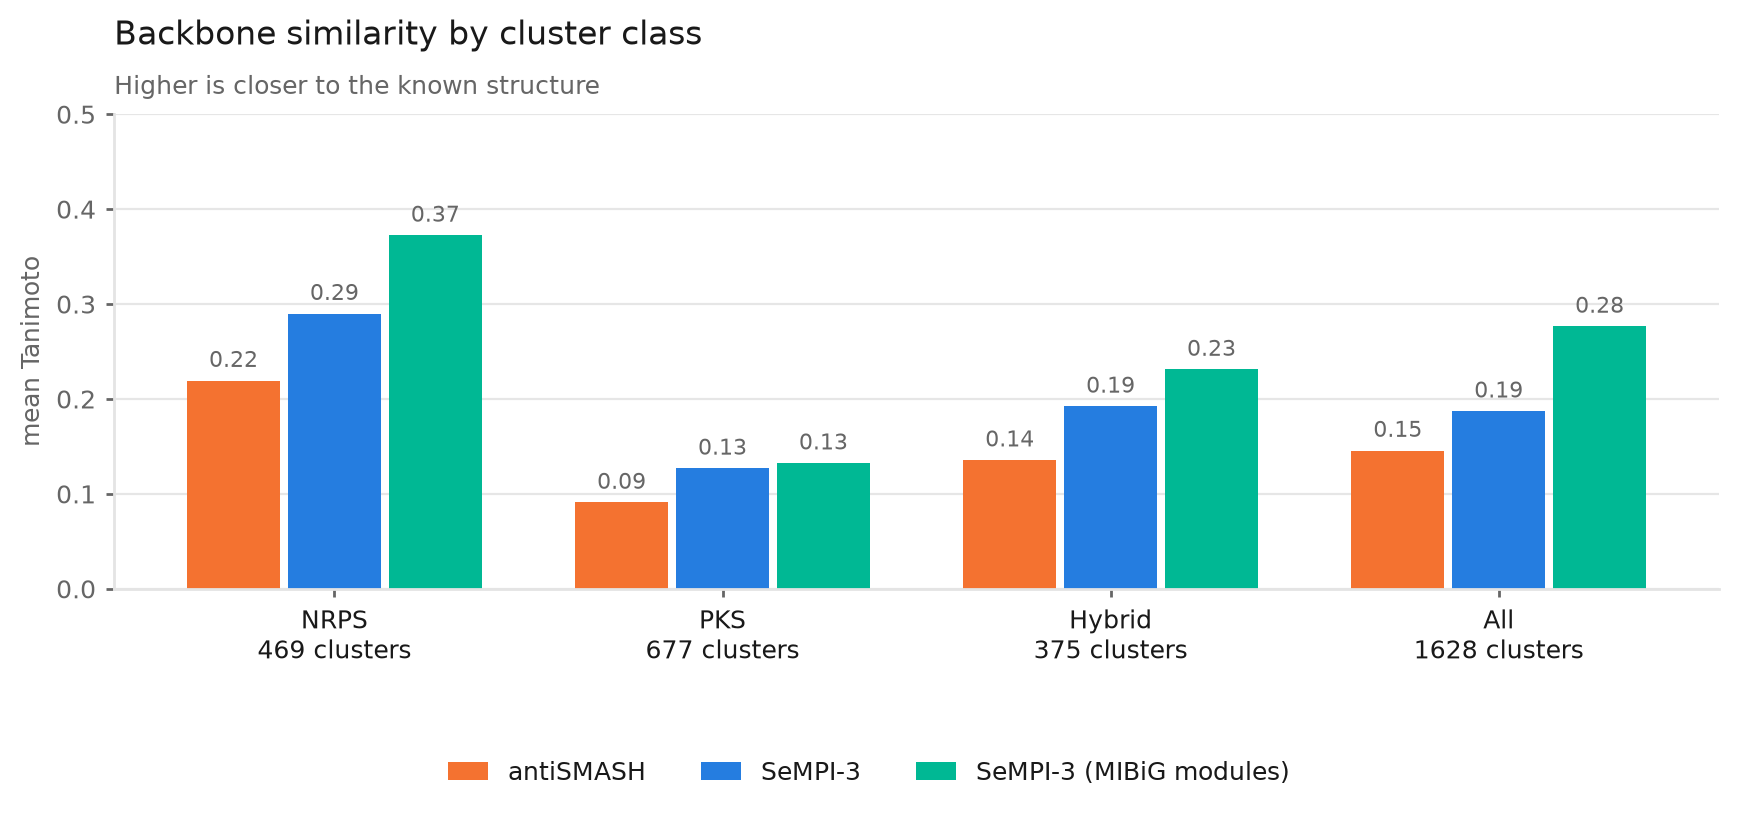 Backbone similarity by cluster class
Higher is closer to the known structure
mean Tanimoto
0.5
0.4
0.3
0.2
0.1
0.0
0.22
0.29
0.37
0.09
0.13
0.13
0.14
0.19
0.23
0.15
0.19
0.28
NRPS
469 clusters
PKS
677 clusters
Hybrid
375 clusters
All
1628 clusters
antiSMASH
SeMPI-3
SeMPI-3 (MIBiG modules)